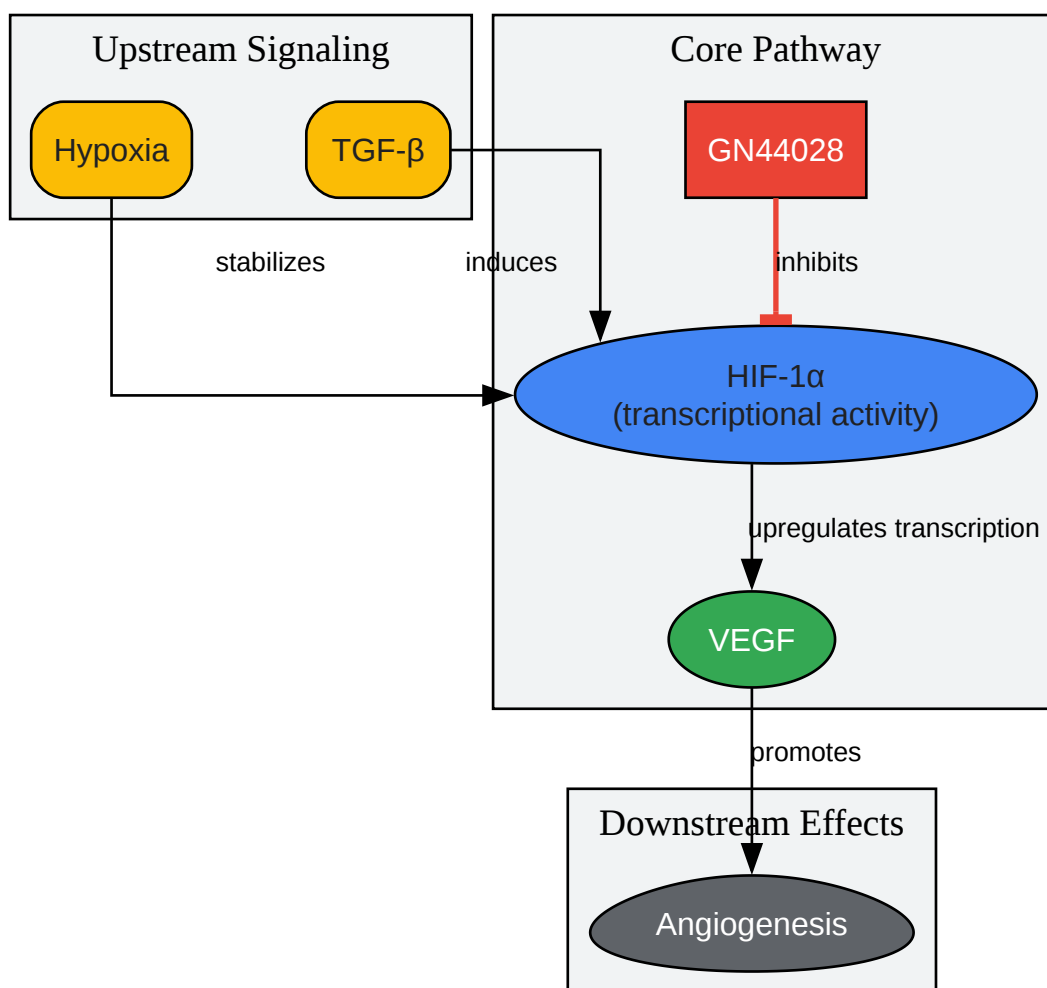 Upstream Signaling
Core Pathway
Hypoxia
TGF-β
GN44028
stabilizes
induces
inhibits
HIF-1α
(transcriptional activity)
upregulates transcription
VEGF
promotes
Downstream Effects
Angiogenesis